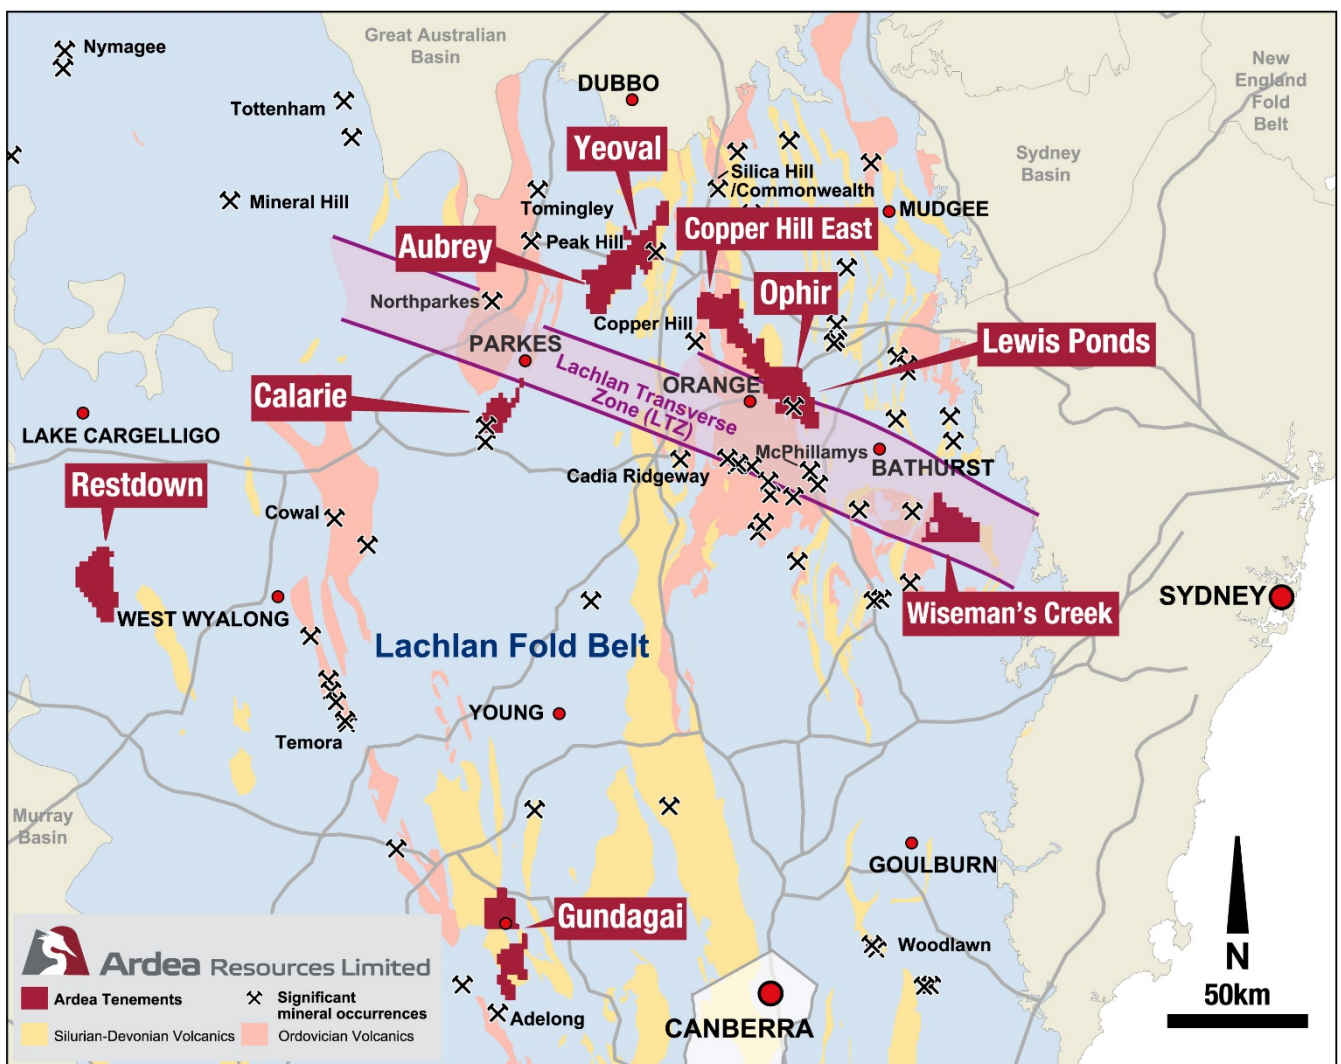 Nymagee
Great Australian
Basin
New
England
Fold
Belt
DUBBO
Tottenham
Yeoval
Sydney
Basin
Silica Hill
/Commonwealth
Mineral Hill
Tomingley
MUDGEE
Aubrey
Peak Hill
Copper Hill East
Northparkes
Ophir
Copper Hill
PARKES
Lewis Ponds
Lachlan Transverse
Zone (LTZ)
ORANGE
Calarie
LAKE CARGELLIGO
McPhillamys
BATHURST
Cadia Ridgeway
Restdown
Cowal
SYDNEY
Wiseman's Creek
WEST WYALONG
Lachlan Fold Belt
YOUNG
Temora
Murray
Basin
GOULBURN
Gundagai
Woodlawn
Adelong
CANBERRA
N
50km
Ardea Resources Limited
Ardea Tenements
Significant
mineral occurrences
Silurian-Devonian Volcanics
Ordovician Volcanics